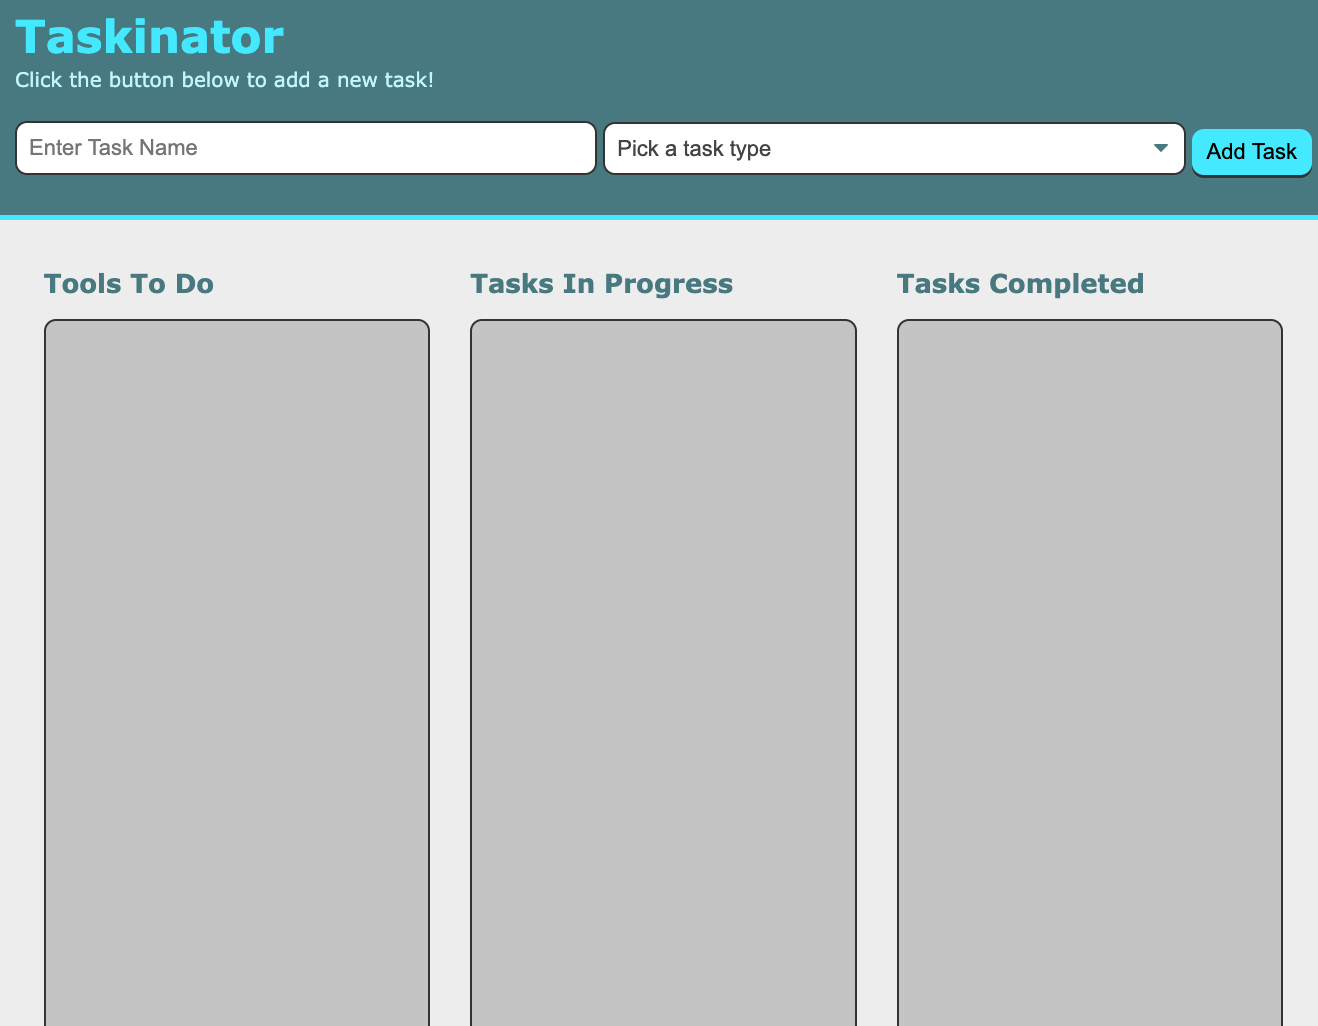 Taskinator
Click the button below to add a new task!
Enter Task Name
Pick a task type
Add Task
Tools To Do
Tasks In Progress
Tasks Completed